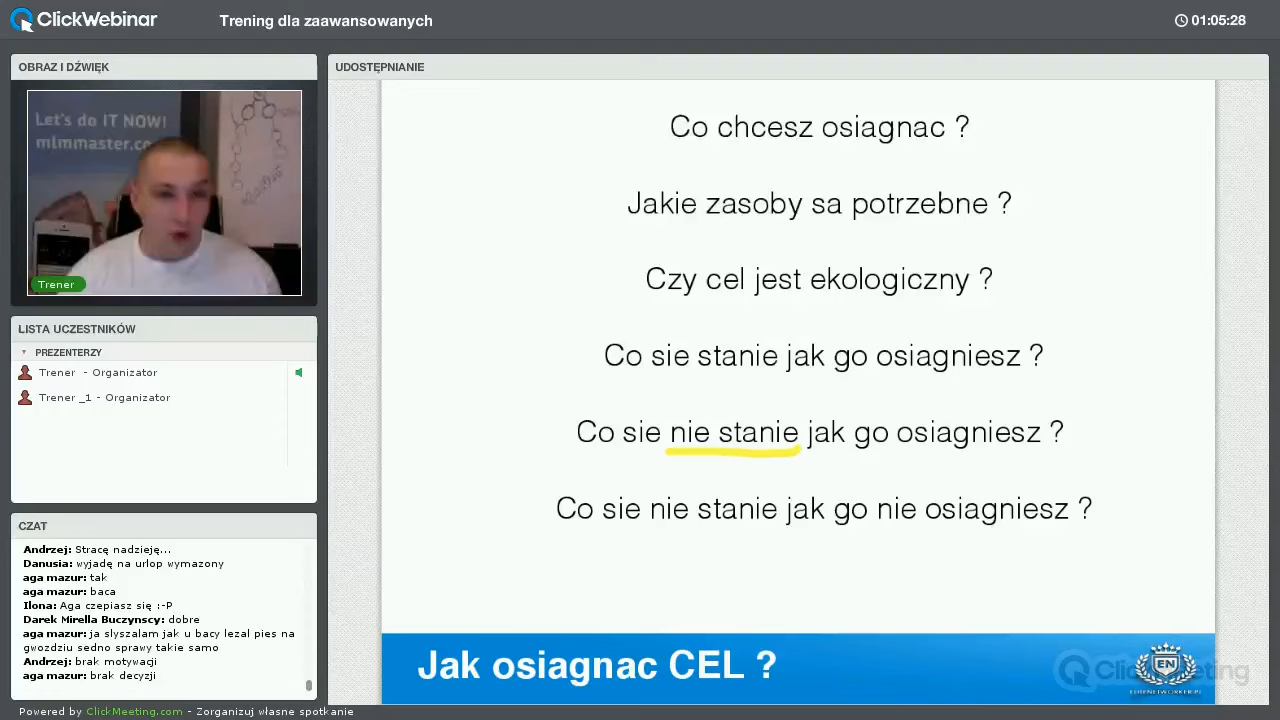 ClickWebinar
Trening dla zaawansowanych
01:05:28
OBRAZ I DŹWIĘK
Let's do IT NOW!
mlmmaster.co
Trener
LISTA UCZESTNIKÓW
PREZENTERZY
Trener - Organizator
Trener _1 - Organizator
CZAT
Andrzej: Stracę nadzieję...
Danusia: wyjadę na urlop wymazony
aga mazur: tak
aga mazur: baca
Ilona: Aga czepiasz się :-P
Darek Mirella Buczynscy: dobre
aga mazur: ja slyszalam jak u bacy lezal pies na
gwozdziu sedno sprawy takie samo
Andrzej: brak motywacji
aga mazur: brak decyzji
Powered by ClickMeeting.com - Zorganizuj własne spotkanie
UDOSTĘPNIANIE
Co chcesz osiagnac ?
Jakie zasoby sa potrzebne ?
Czy cel jest ekologiczny ?
Co sie stanie jak go osiagniesz ?
Co sie nie stanie jak go osiagniesz ?
Co sie nie stanie jak go nie osiagniesz ?
Jak osiagnac CEL ?
EN
ClickMeeting